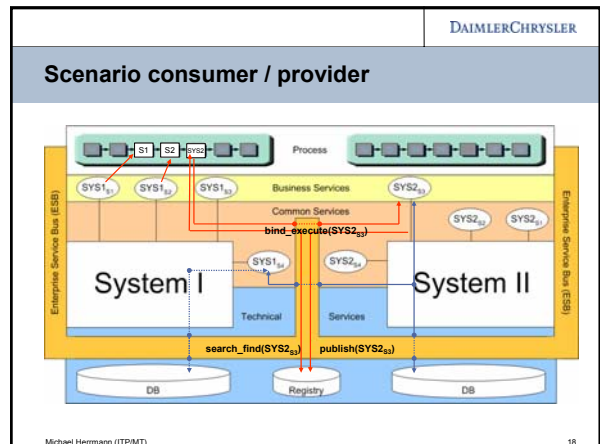 DAIMLERCHRYSLER
Scenario consumer / provider
S1 S2 SYS2 Process
SYS1S1 SYS1S2 SYS1S3 Business Services SYS2S3
Common Services
SYS2S2 SYS2S1
bind_execute(SYS2S3)
Enterprise Service Bus (ESB)
Enterprise Service Bus (ESB)
SYS1S4 SYS2S4
System I System II
Technical Services
search_find(SYS2S3) publish(SYS2S3)
DB Registry DB
Michael Herrmann (ITP/MT) 18